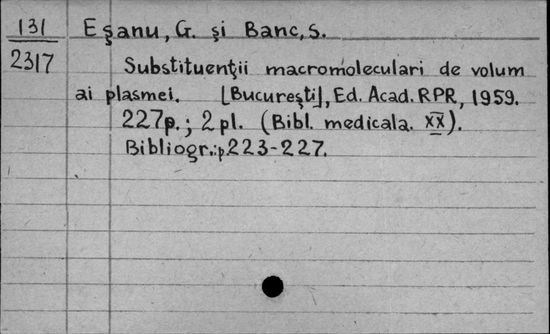 131 Eşanu, G. şi Banc, S.
2317 Substituenţii macromoleculari de volum
ai plasmei. [Bucureşti], Ed. Acad. RPR, 1959.
227p.; 2 pl. (Bibl. medicala. XX).
Bibliogr.: p 223-227.